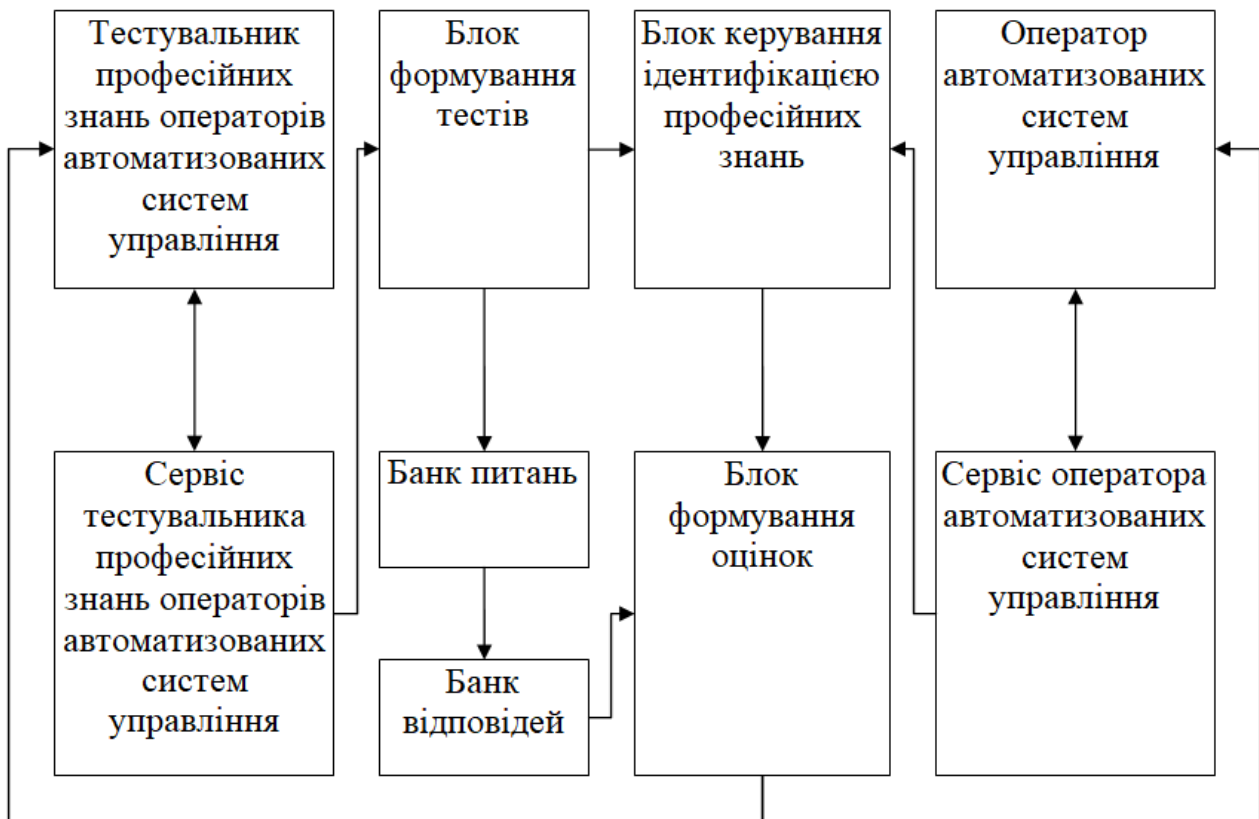 Тестувальник
професійних
знань операторів
автоматизованих
систем
управління
Блок
формування
тестів
Блок керування
ідентифікацією
професійних
знань
Оператор
автоматизованих
систем
управління
Сервіс
тестувальника
професійних
знань операторів
автоматизованих
систем
управління
Банк питань
Банк
відповідей
Блок
формування
оцінок
Сервіс оператора
автоматизованих
систем
управління